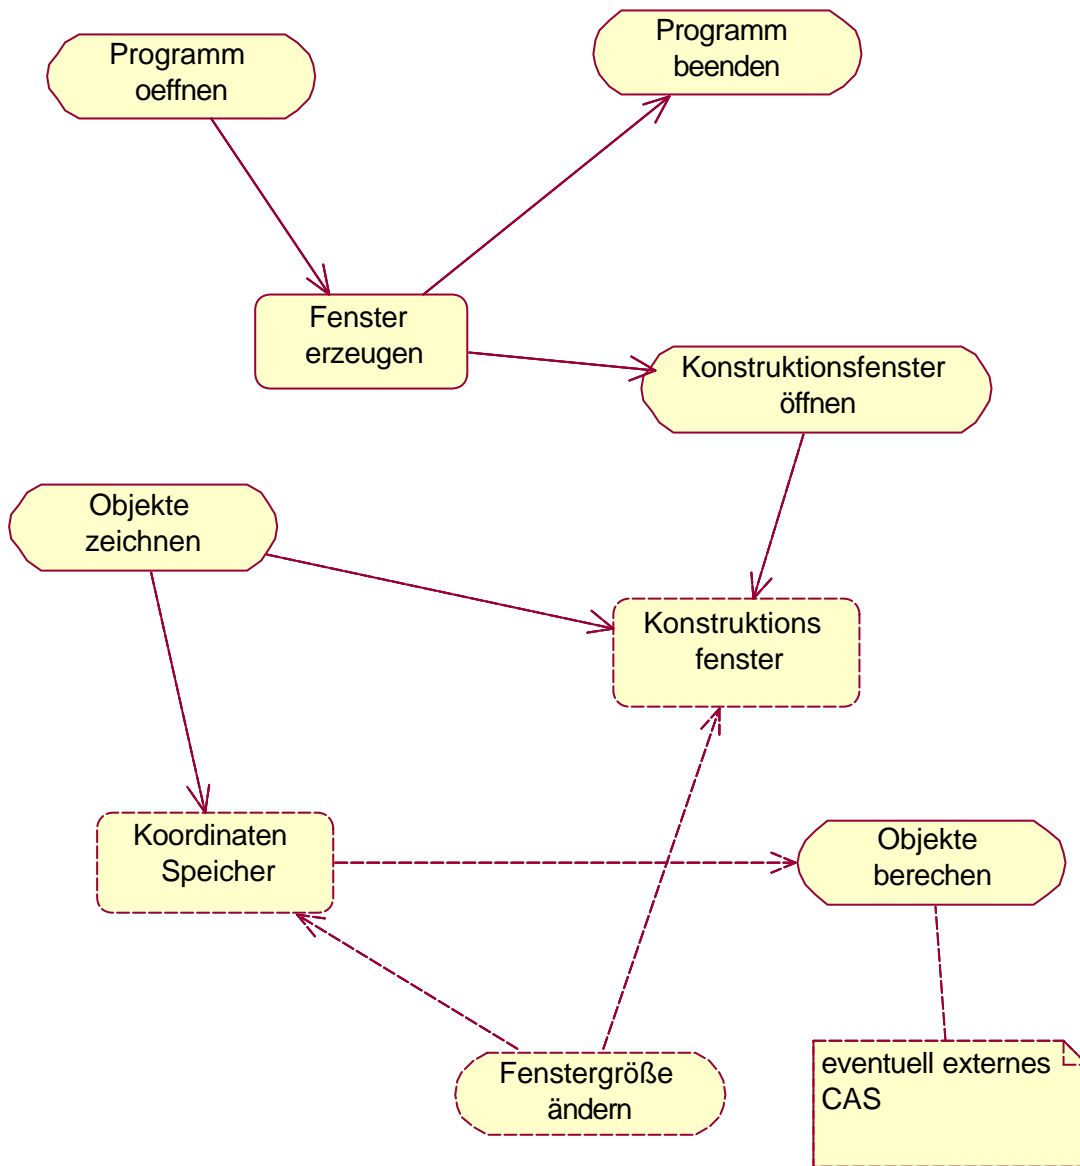 Programm
oeffnen
Programm
beenden
Fenster
erzeugen
Konstruktionsfenster
öffnen
Objekte
zeichnen
Konstruktions
fenster
Koordinaten
Speicher
Objekte
berechen
Fenstergröße
ändern
eventuell externes
CAS